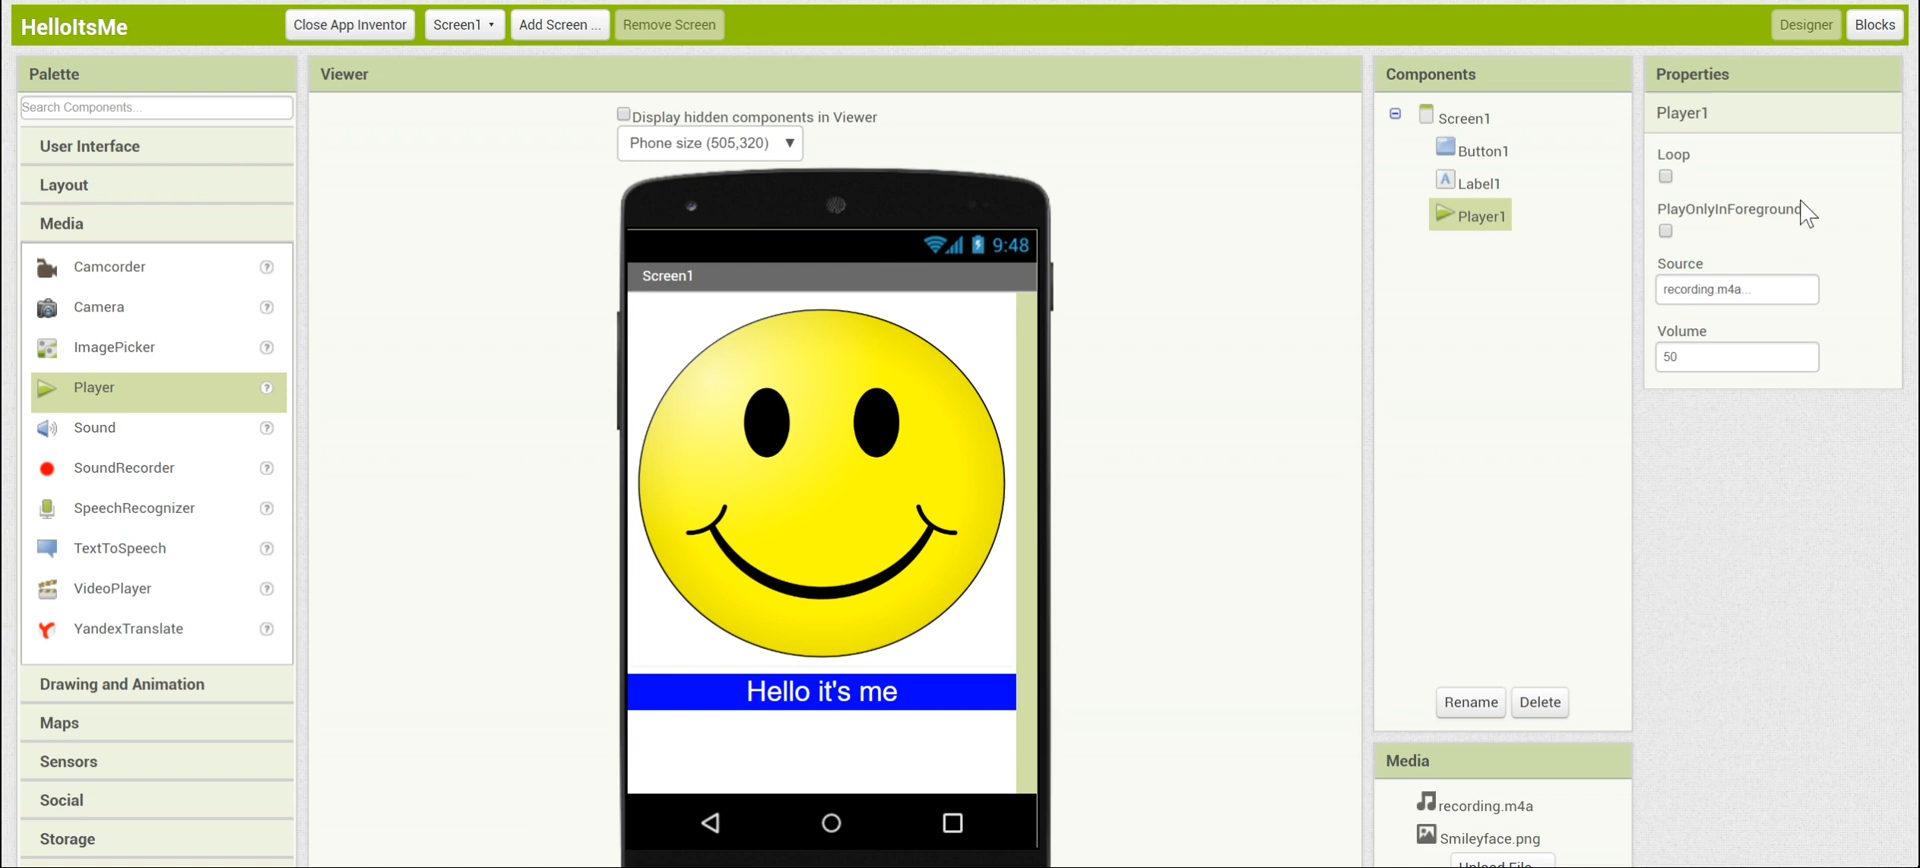 HelloItsMe
Close App Inventor
Screen1
Add Screen ...
Remove Screen
Designer
Blocks
Palette
Search Components...
User Interface
Layout
Media
Camcorder
?
Camera
?
ImagePicker
?
Player
?
Sound
?
SoundRecorder
?
SpeechRecognizer
?
TextToSpeech
?
VideoPlayer
?
YandexTranslate
?
Drawing and Animation
Maps
Sensors
Social
Storage
Viewer
Display hidden components in Viewer
Phone size (505,320)
9:48
Screen1
Hello it's me
Components
Screen1
Button1
A Label1
Player1
Rename
Delete
Media
recording.m4a
Smileyface.png
Upload File
Properties
Player1
Loop
PlayOnlyInForeground
Source
recording.m4a...
Volume
50